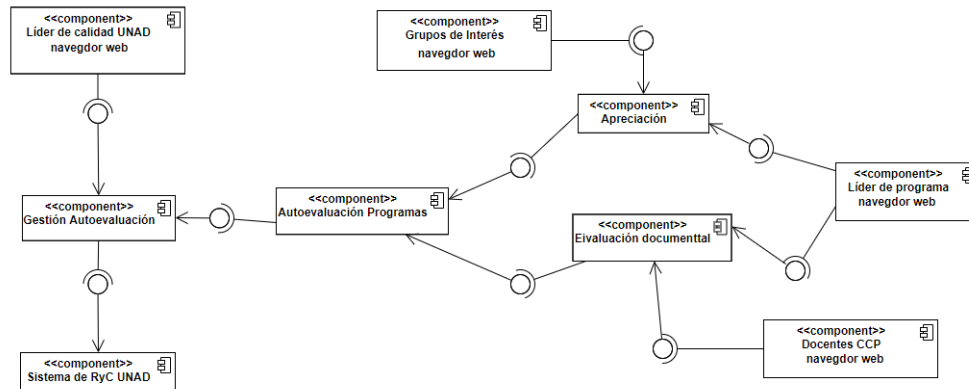 <<component>>
Líder de calidad UNAD
navegdor web
<<component>>
Grupos de Interés
navegdor web
<<component>>
Apreciación
<<component>>
Líder de programa
navegdor web
<<component>>
Gestión Autoevaluación
<<component>>
Autoevaluación Programas
<<component>>
Eivaluación documenttal
<<component>>
Docentes CCP
navegdor web
<<component>>
Sistema de RyC UNAD